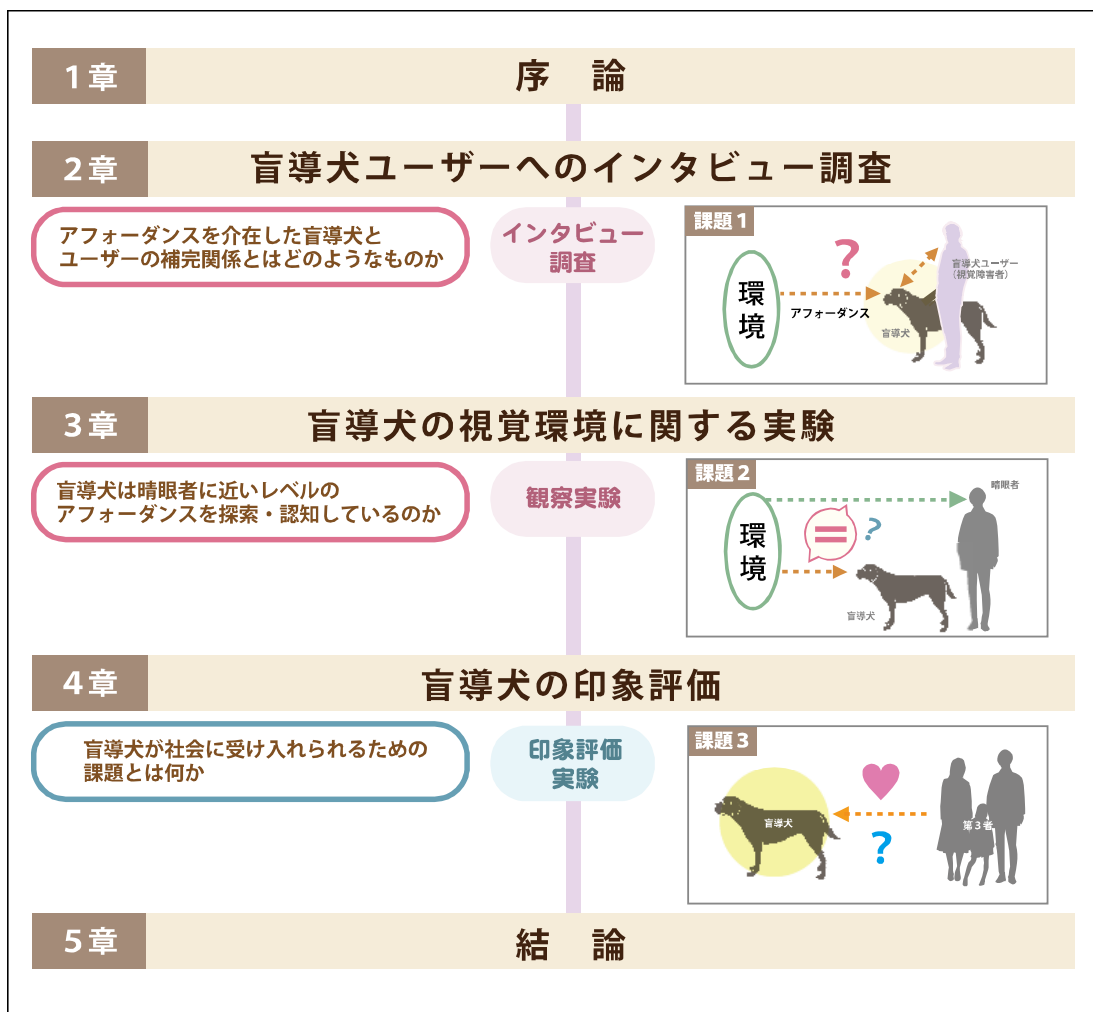 1章
序 論
2章
盲導犬ユーザーへのインタビュー調査
アフォーダンスを介在した盲導犬と
ユーザーの補完関係とはどのようなものか
インタビュー
調査
課題1
?
盲導犬ユーザー
(視覚障害者)
環
境
アフォーダンス
盲導犬
3章
盲導犬の視覚環境に関する実験
盲導犬は晴眼者に近いレベルの
アフォーダンスを探索・認知しているのか
観察実験
課題2
晴眼者
環
境
= ?
盲導犬
4章
盲導犬の印象評価
盲導犬が社会に受け入れられるための
課題とは何か
印象評価
実験
課題3
盲導犬
?
第3者
5章
結 論